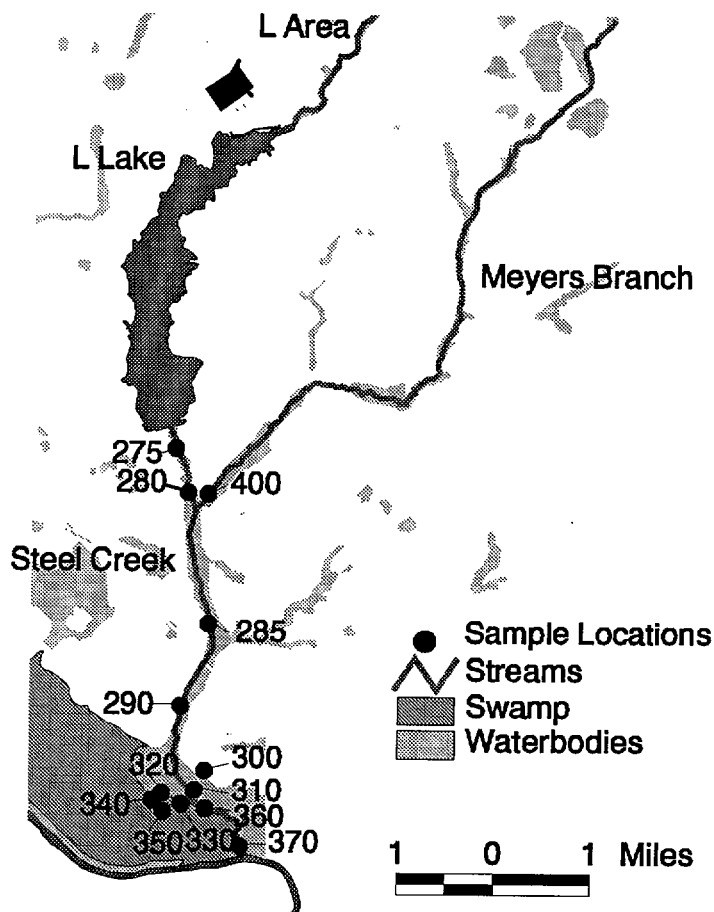 L Area
L Lake
Meyers Branch
275
280
400
Steel Creek
285
Sample Locations
Streams
290
Swamp
Waterbodies
320
300
310
340
360
350
330
370
1 0 1 Miles